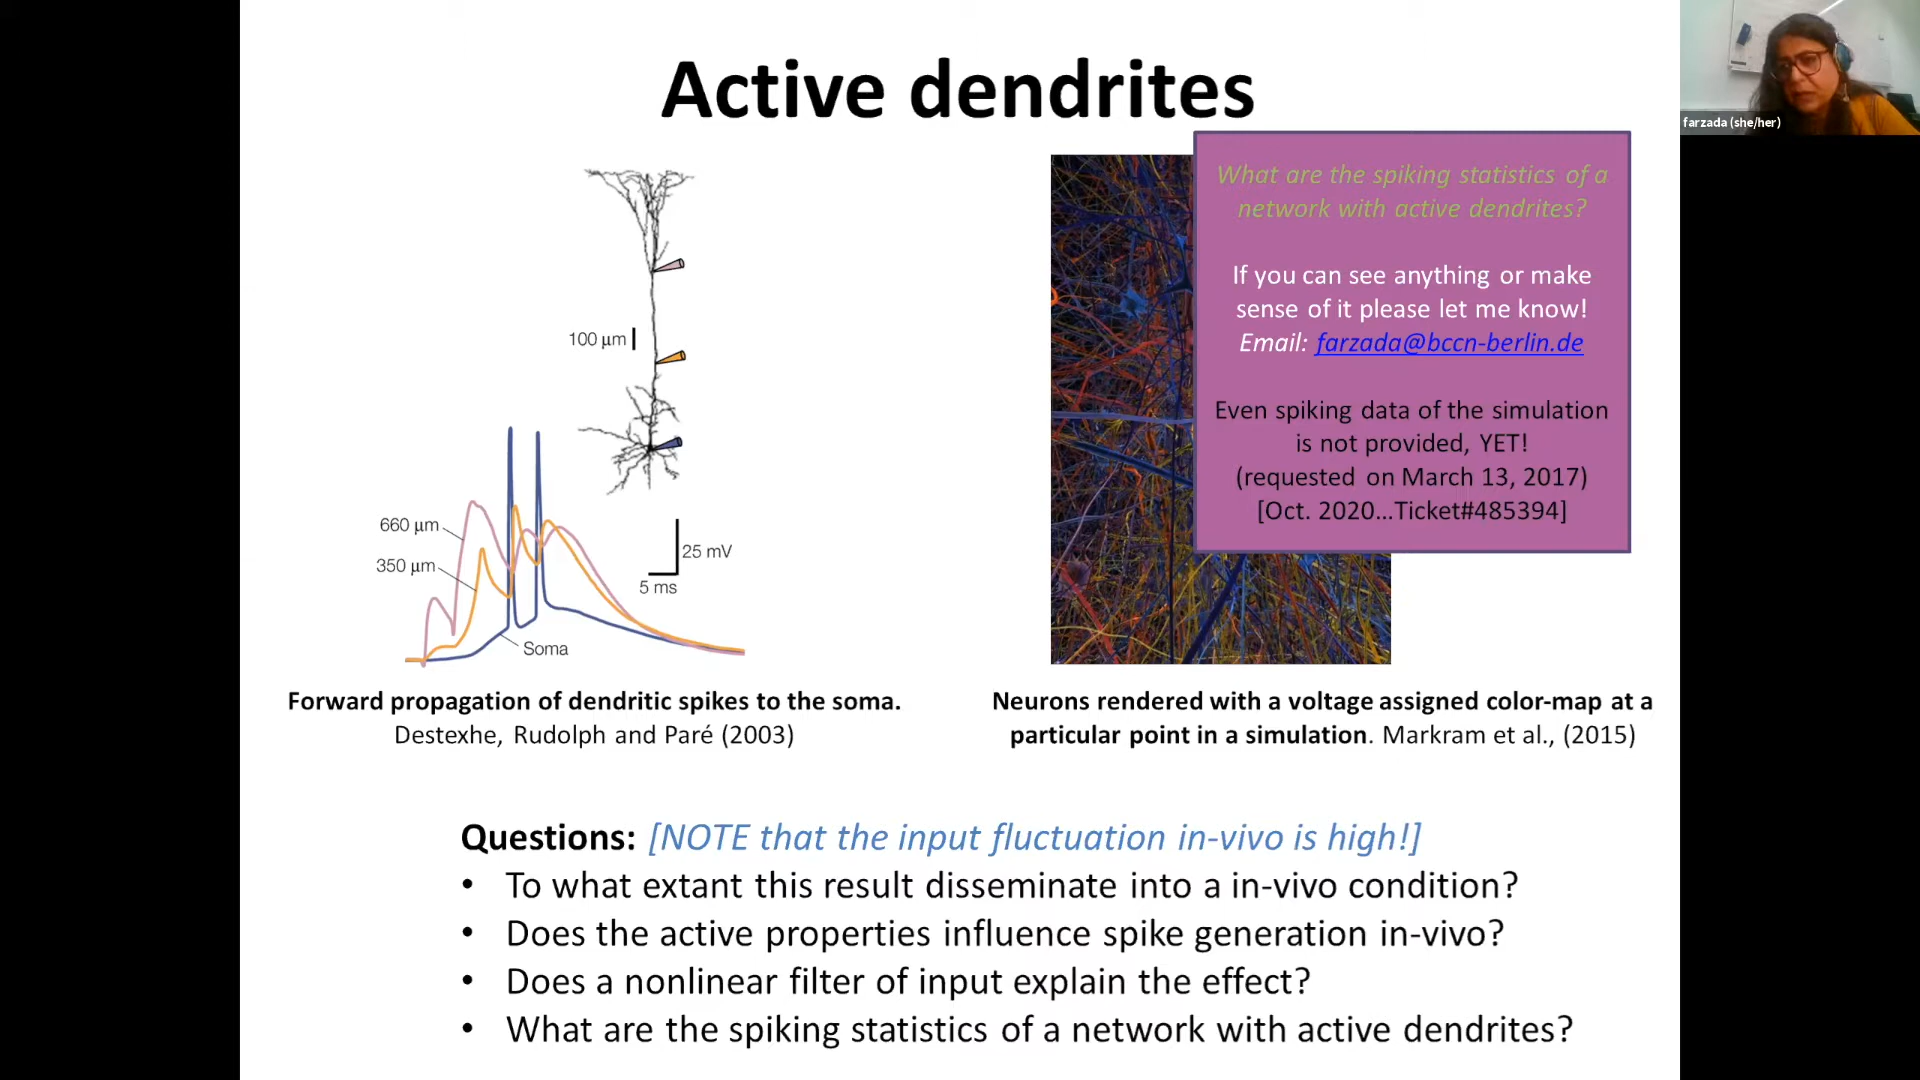 Active dendrites
farzada (she/her)
What are the spiking statistics of a
network with active dendrites?
If you can see anything or make
sense of it please let me know!
Email: farzada@bccn-berlin.de
Even spiking data of the simulation
is not provided, YET!
(requested on March 13, 2017)
[Oct. 2020...Ticket#485394]
100 µm
660 µm
350 µm
25 mV
5 ms
Soma
Forward propagation of dendritic spikes to the soma.
Destexhe, Rudolph and Paré (2003)
Neurons rendered with a voltage assigned color-map at a
particular point in a simulation. Markram et al., (2015)
Questions: [NOTE that the input fluctuation in-vivo is high!]
• To what extant this result disseminate into a in-vivo condition?
• Does the active properties influence spike generation in-vivo?
• Does a nonlinear filter of input explain the effect?
• What are the spiking statistics of a network with active dendrites?